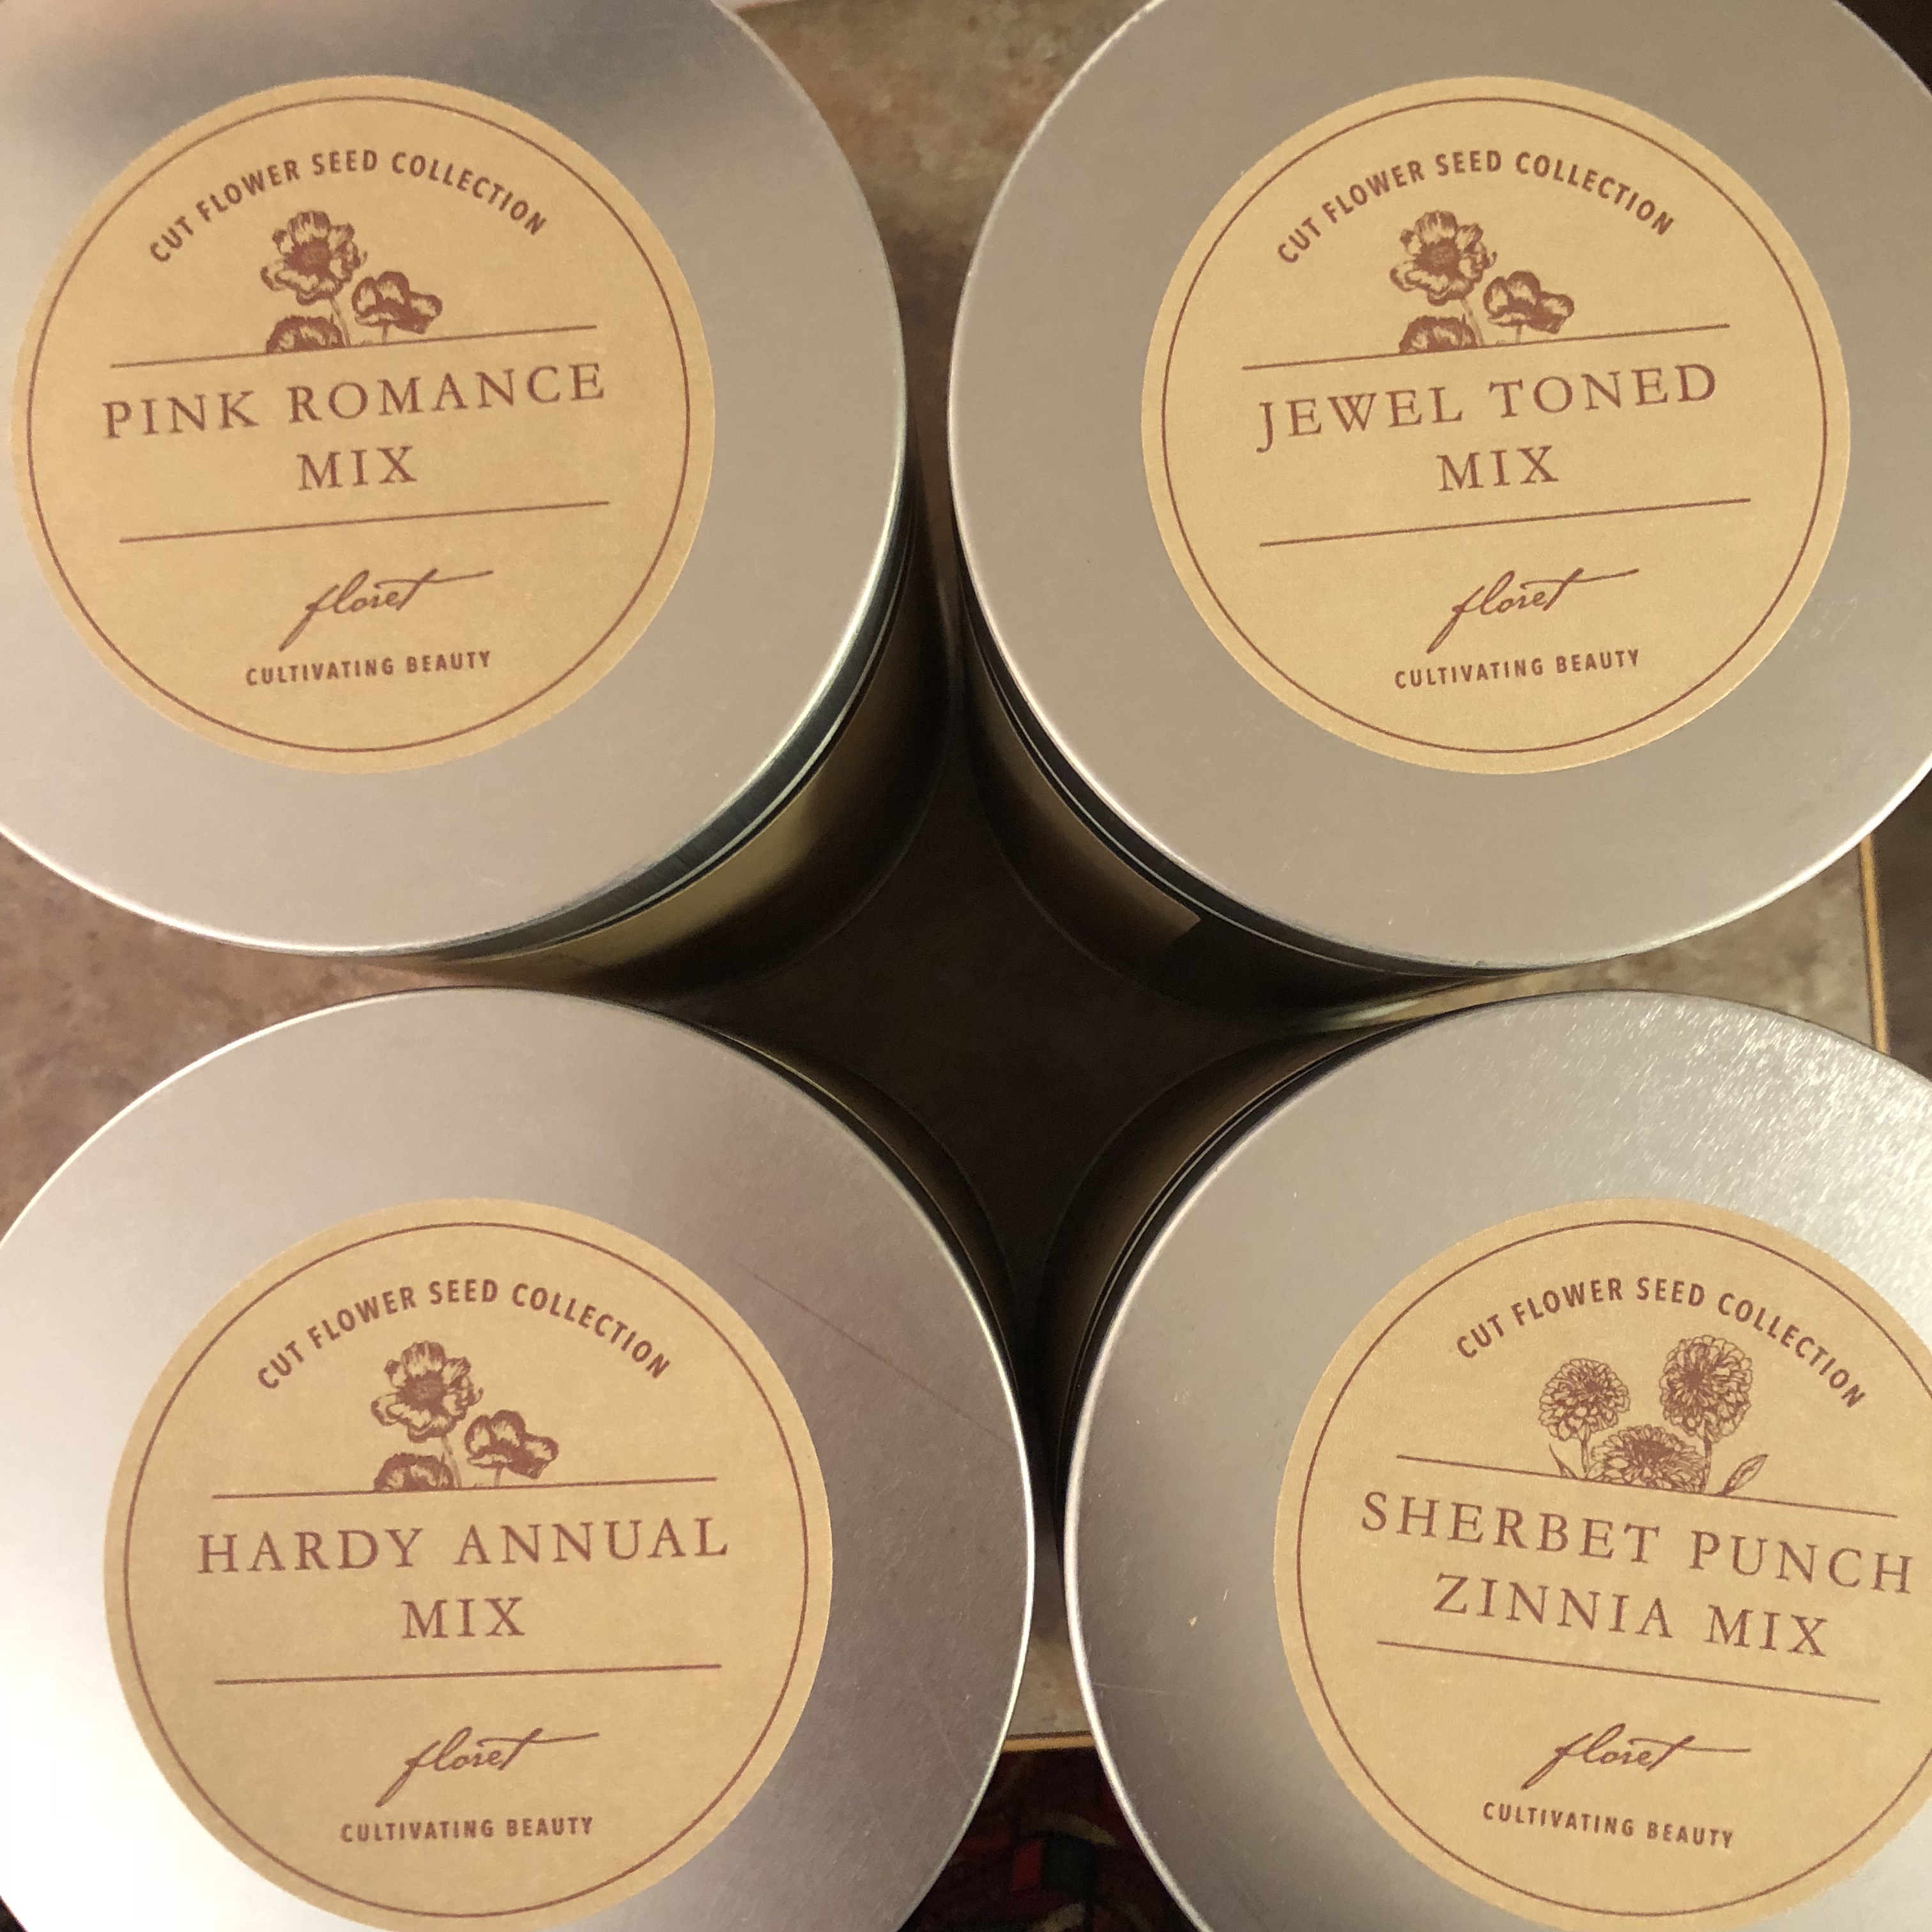 CUT FLOWER SEED COLLECTION
PINK ROMANCE
MIX
floret
CULTIVATING BEAUTY
CUT FLOWER SEED COLLECTION
JEWEL TONED
MIX
floret
CULTIVATING BEAUTY
CUT FLOWER SEED COLLECTION
HARDY ANNUAL
MIX
floret
CULTIVATING BEAUTY
CUT FLOWER SEED COLLECTION
SHERBET PUNCH
ZINNIA MIX
floret
CULTIVATING BEAUTY